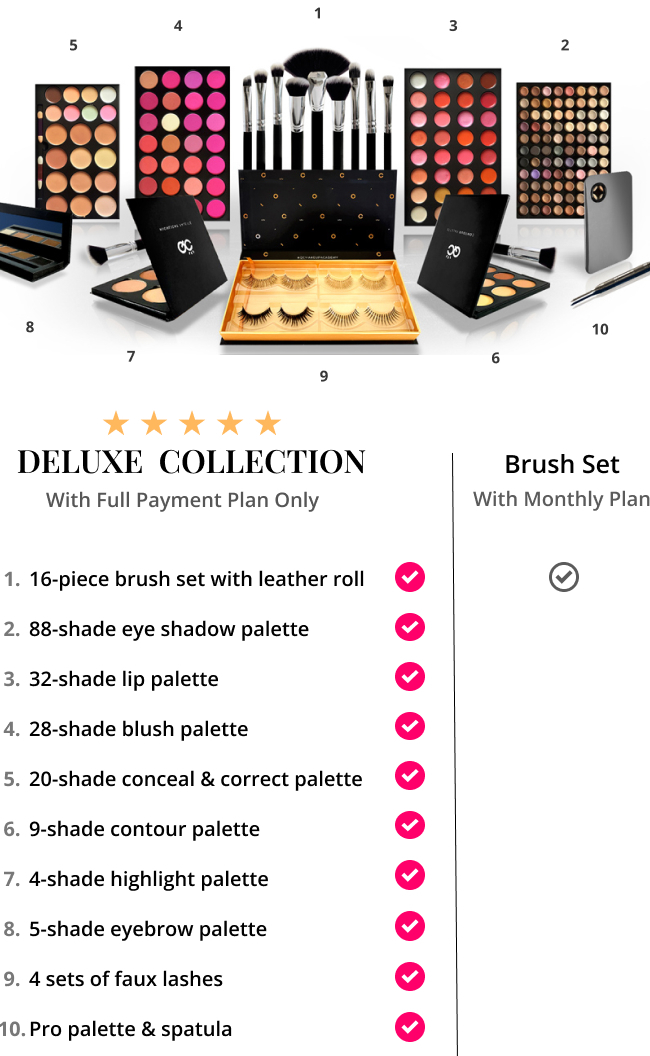 1
4
3
5
2
8
10
7
6
9
DELUXE COLLECTION
With Full Payment Plan Only
Brush Set
With Monthly Plan
1. 16-piece brush set with leather roll
2. 88-shade eye shadow palette
3. 32-shade lip palette
4. 28-shade blush palette
5. 20-shade conceal & correct palette
6. 9-shade contour palette
7. 4-shade highlight palette
8. 5-shade eyebrow palette
9. 4 sets of faux lashes
10. Pro palette & spatula